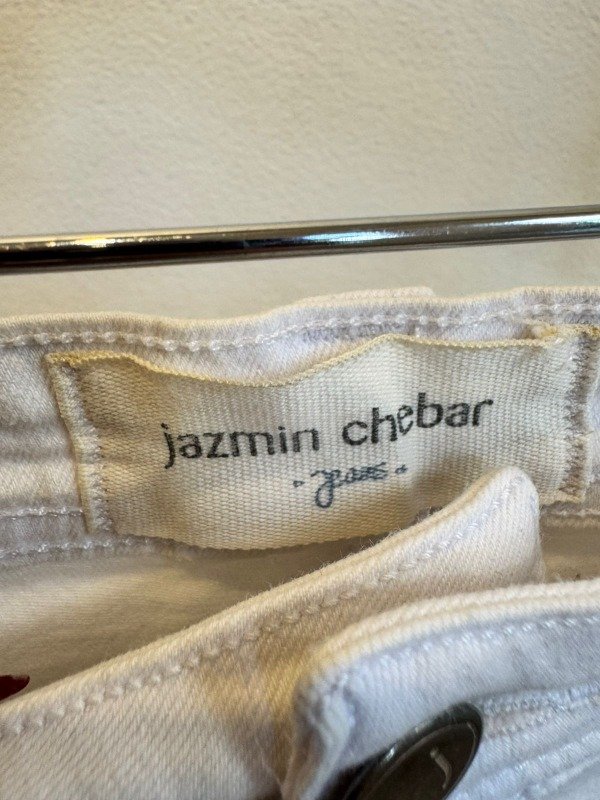 jazmin chebar
- jeans -
J